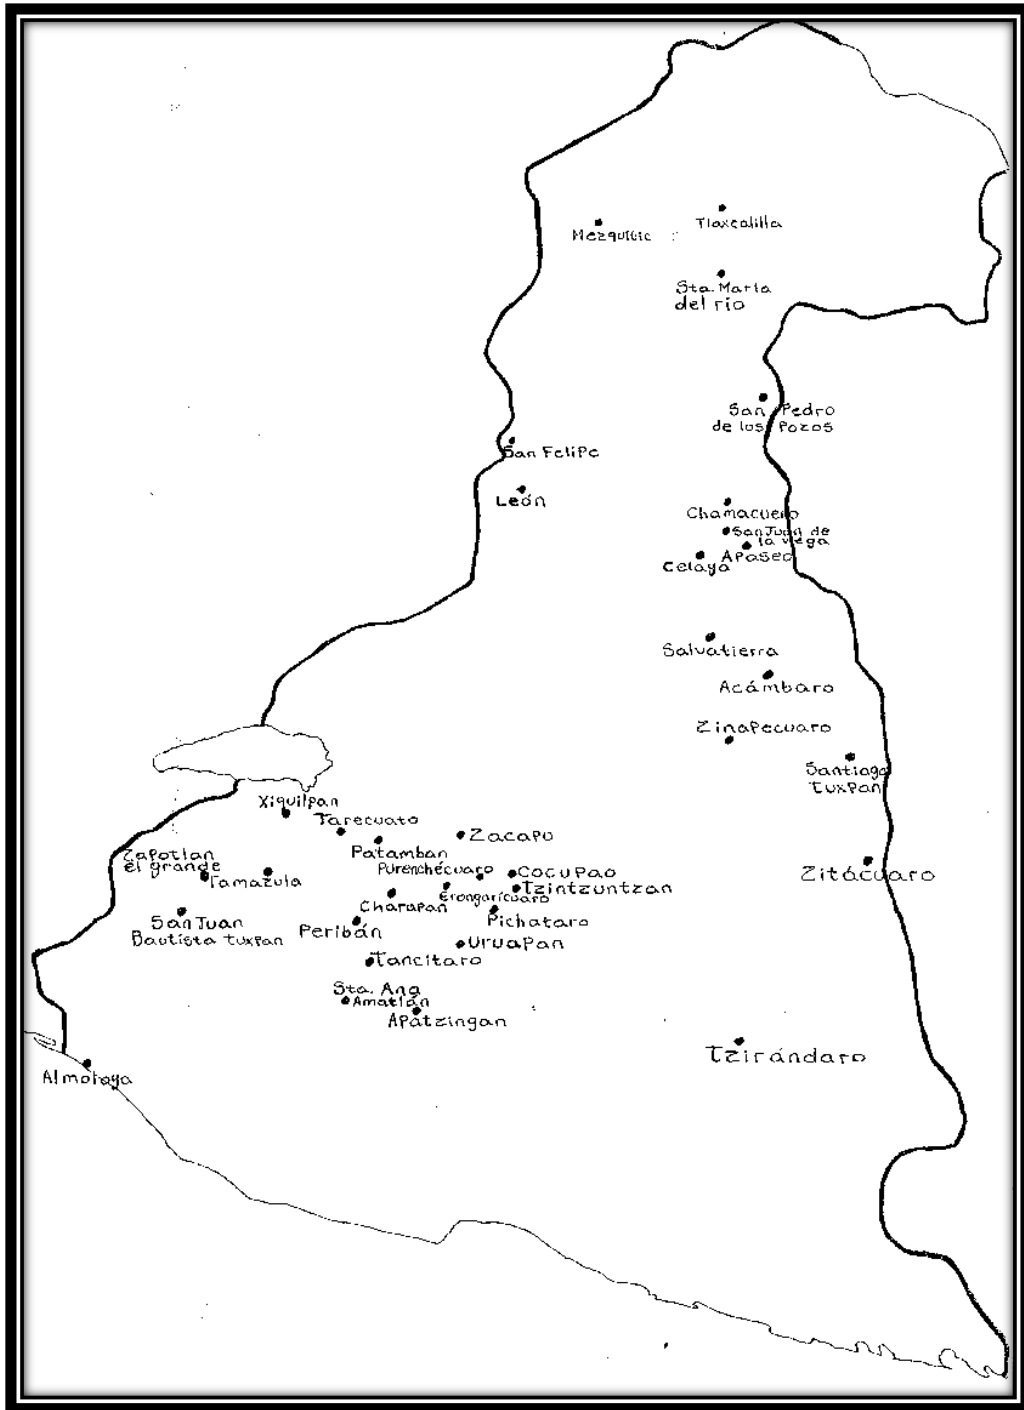 Tlaxcalilla
Mezquitic
Sta. Maria
del rio
San Pedro
de los Pozos
San Felipe
León
Chamacuero
San Juan de
la vega
Apaseo
Celaya
Salvatierra
Acámbaro
Zinapecuaro
Santiago
tuxpan
Xiquilpan
Tarecuato
Zacapu
Patamban
Zapotlan
el grande
Tamazula
Purenchécuaro
Cocupao
Zitácuaro
Tzintzuntzan
Erongaricuaro
Charapan
San Juan
Bautista tuxpan
Pichataro
Peribán
Uruapan
Tancitaro
Sta. Ana
Amatlán
Apatzingan
Tzirándaro
Almoloya